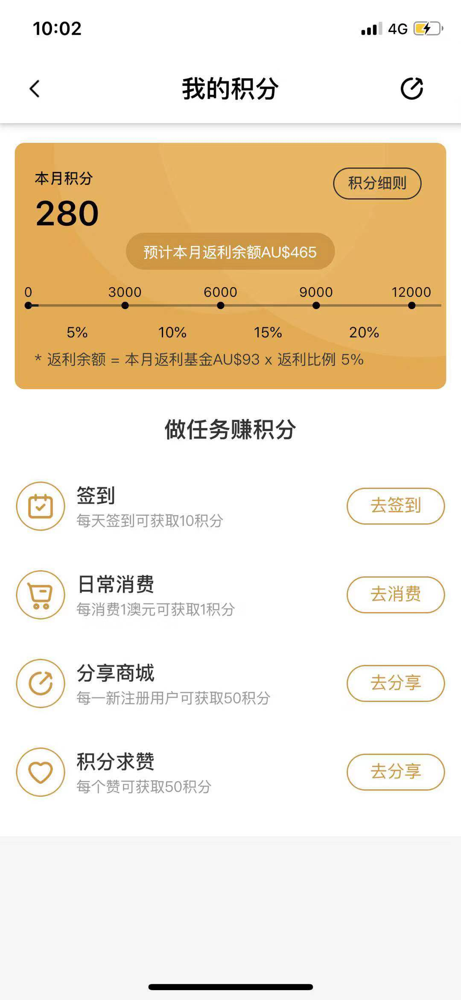 10:02
4G
我的积分
本月积分
积分细则
280
预计本月返利余额AU$465
0 3000 6000 9000 12000
5% 10% 15% 20%
* 返利余额 = 本月返利基金AU$93 x 返利比例 5%
做任务赚积分
签到
每天签到可获取10积分
去签到
日常消费
每消费1澳元可获取1积分
去消费
分享商城
每一新注册用户可获取50积分
去分享
积分求赞
每个赞可获取50积分
去分享